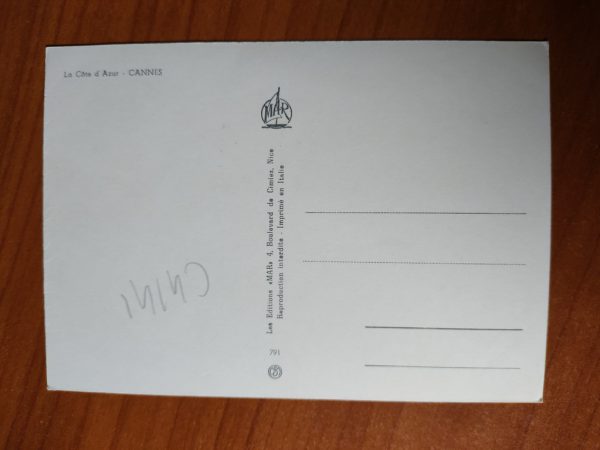 La Côte d'Azur - CANNES
MAR
Les Editions «MAR» 4, Boulevard de Cimiez, Nice
Reproduction interdite - Imprimé en Italie
791